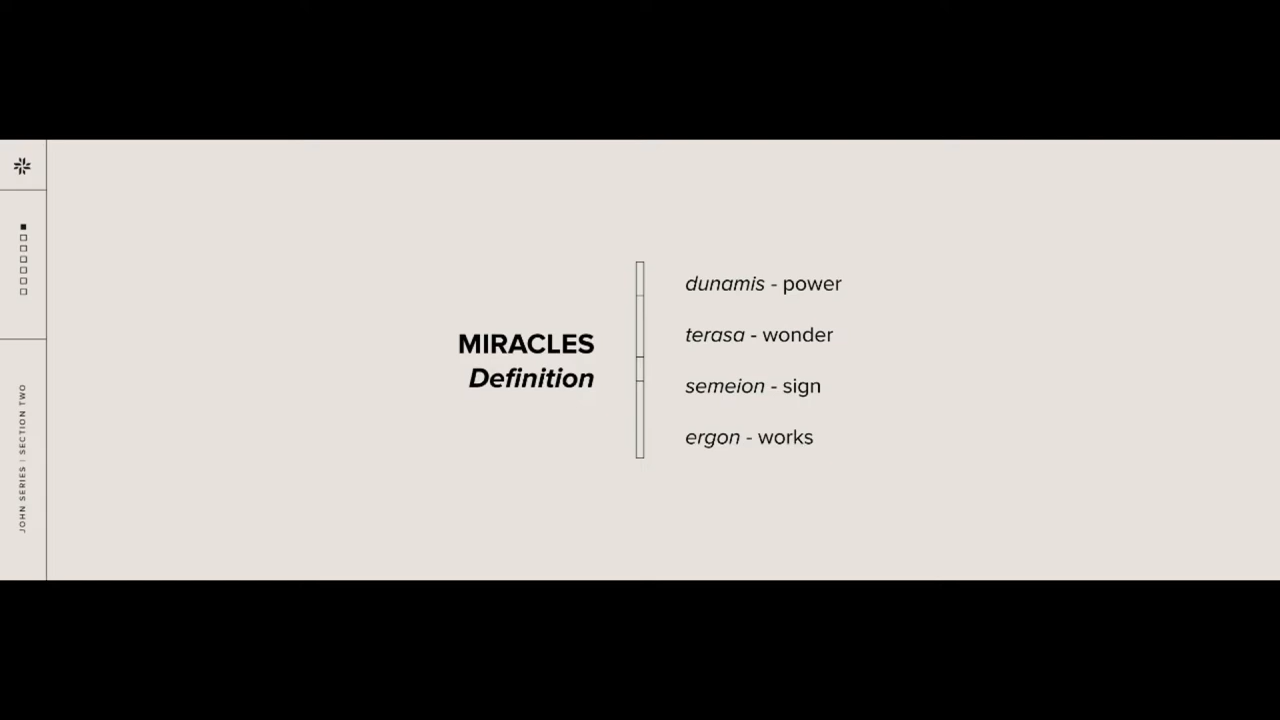 MIRACLES
Definition
dunamis - power
terasa - wonder
semeion - sign
ergon - works
JOHN SERIES | SECTION TWO